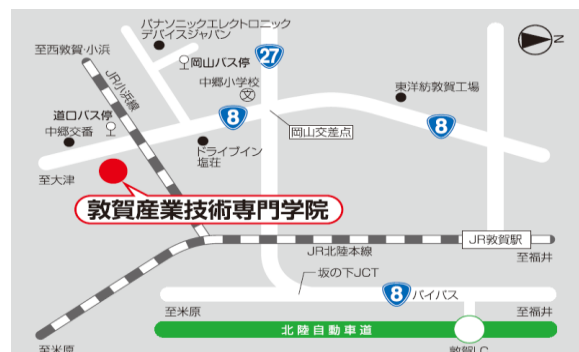 パナソニックエレクトロニック
デバイスジャパン
至西敦賀・小浜
岡山バス停
27
N
中郷小学校
文
JR小浜線
東洋紡敦賀工場
道口バス停
中郷交番
8
岡山交差点
8
ドライブイン
塩荘
至大津
敦賀産業技術専門学院
JR敦賀駅
JR北陸本線
至福井
坂の下JCT
8
バイパス
至米原
至福井
北陸自動車道
至米原
敦賀I.C